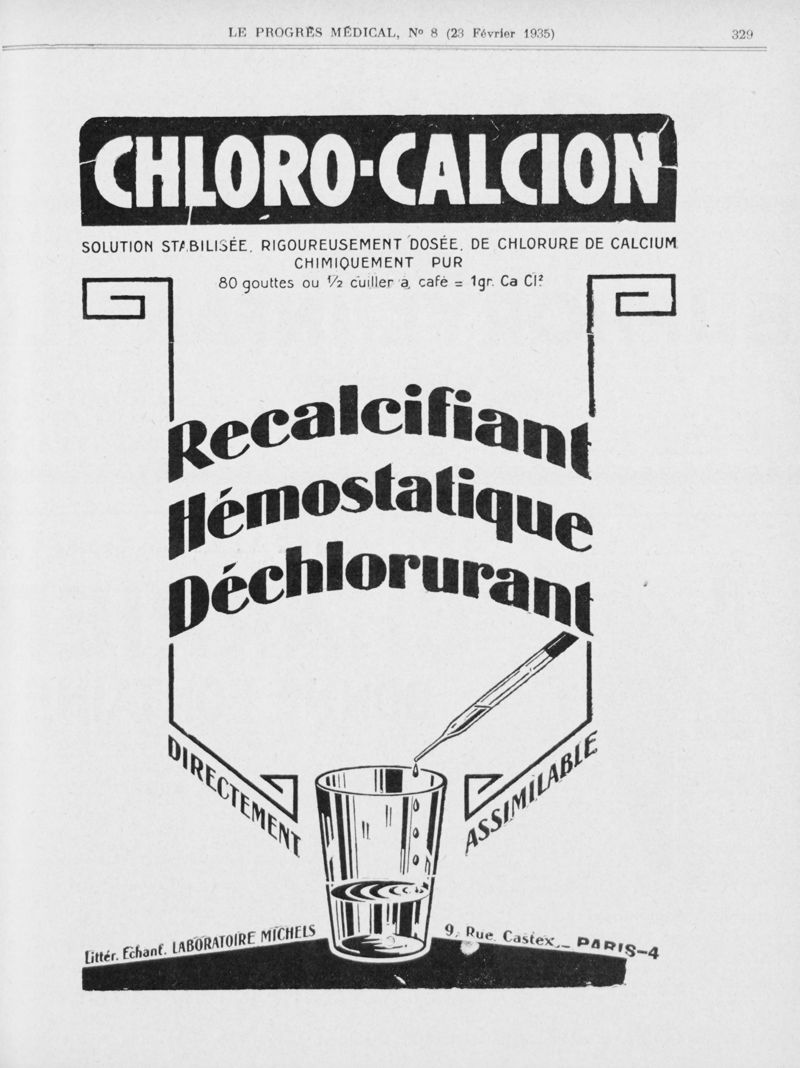 LE PROGRÈS MÉDICAL, Nº 8 (23 Février 1935)
329
CHLORO-CALCION
SOLUTION STABILISÉE, RIGOUREUSEMENT DOSÉE, DE CHLORURE DE CALCIUM
CHIMIQUEMENT PUR
80 gouttes ou 1/2 cuiller à café = 1gr. Ca Cl²
Recalcifiant
Hémostatique
Déchlorurant
DIRECTEMENT
ASSIMILABLE
Littér. Échant. LABORATOIRE MICHELS
9, Rue Castex._ PARIS-4